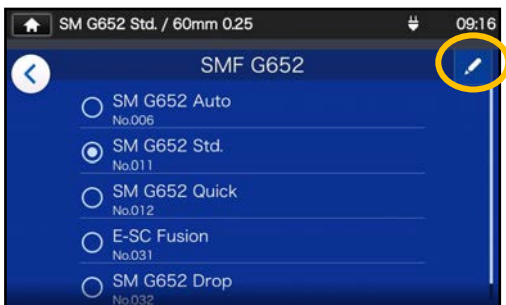 SM G652 Std. / 60mm 0.25
09:16
SMF G652
SM G652 Auto
No.006
SM G652 Std.
No.011
SM G652 Quick
No.012
E-SC Fusion
No.031
SM G652 Drop
No.032